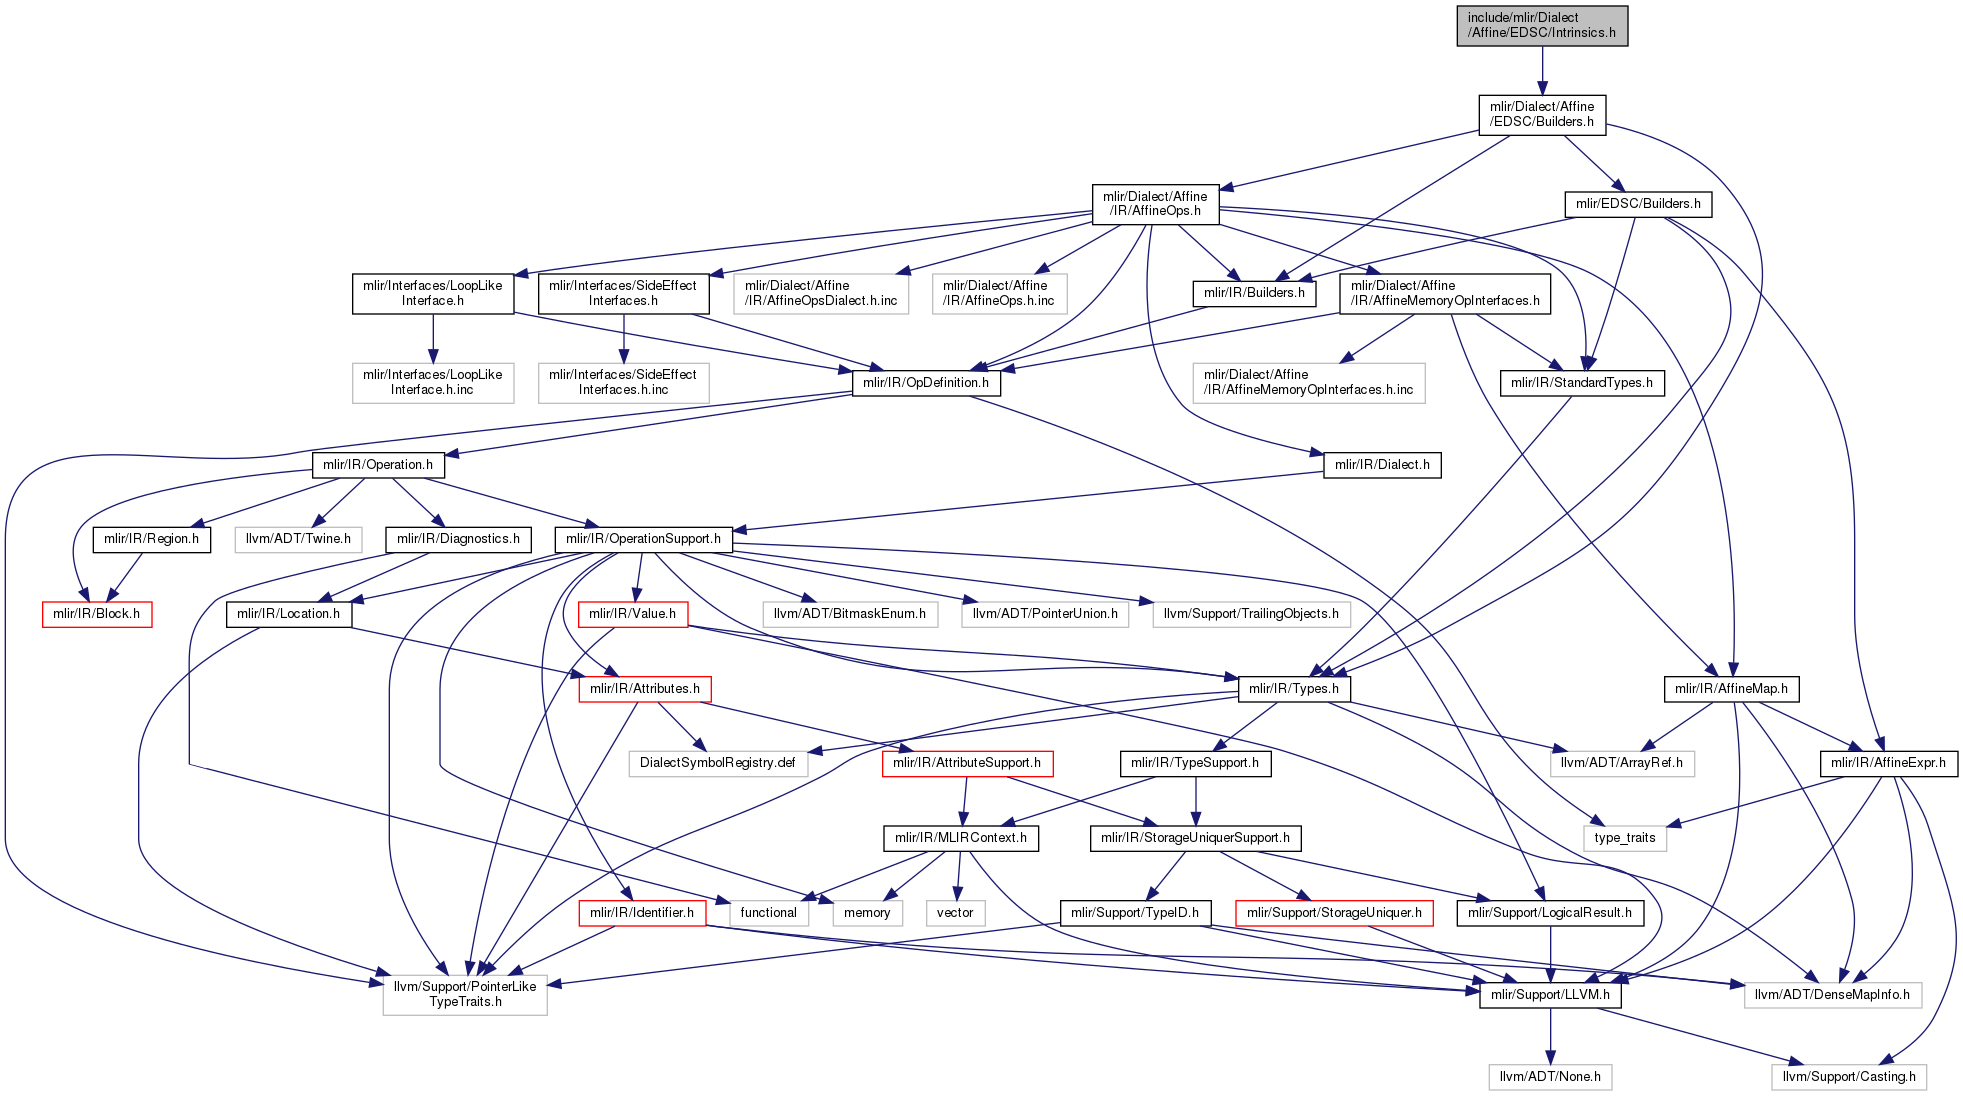 include/mlir/Dialect
/Affine/EDSC/Intrinsics.h
mlir/Dialect/Affine
/EDSC/Builders.h
mlir/Dialect/Affine
/IR/AffineOps.h
mlir/EDSC/Builders.h
mlir/Interfaces/LoopLike
Interface.h
mlir/Interfaces/SideEffect
Interfaces.h
mlir/Dialect/Affine
/IR/AffineOpsDialect.h.inc
mlir/Dialect/Affine
/IR/AffineOps.h.inc
mlir/IR/Builders.h
mlir/Dialect/Affine
/IR/AffineMemoryOpInterfaces.h
mlir/Interfaces/LoopLike
Interface.h.inc
mlir/Interfaces/SideEffect
Interfaces.h.inc
mlir/IR/OpDefinition.h
mlir/Dialect/Affine
/IR/AffineMemoryOpInterfaces.h.inc
mlir/IR/StandardTypes.h
mlir/IR/Operation.h
mlir/IR/Dialect.h
mlir/IR/Region.h
llvm/ADT/Twine.h
mlir/IR/Diagnostics.h
mlir/IR/OperationSupport.h
mlir/IR/Block.h
mlir/IR/Location.h
mlir/IR/Value.h
llvm/ADT/BitmaskEnum.h
llvm/ADT/PointerUnion.h
llvm/Support/TrailingObjects.h
mlir/IR/Attributes.h
mlir/IR/Types.h
mlir/IR/AffineMap.h
DialectSymbolRegistry.def
mlir/IR/AttributeSupport.h
mlir/IR/TypeSupport.h
llvm/ADT/ArrayRef.h
mlir/IR/AffineExpr.h
mlir/IR/MLIRContext.h
mlir/IR/StorageUniquerSupport.h
type_traits
mlir/IR/Identifier.h
functional
memory
vector
mlir/Support/TypeID.h
mlir/Support/StorageUniquer.h
mlir/Support/LogicalResult.h
llvm/Support/PointerLike
TypeTraits.h
mlir/Support/LLVM.h
llvm/ADT/DenseMapInfo.h
llvm/ADT/None.h
llvm/Support/Casting.h